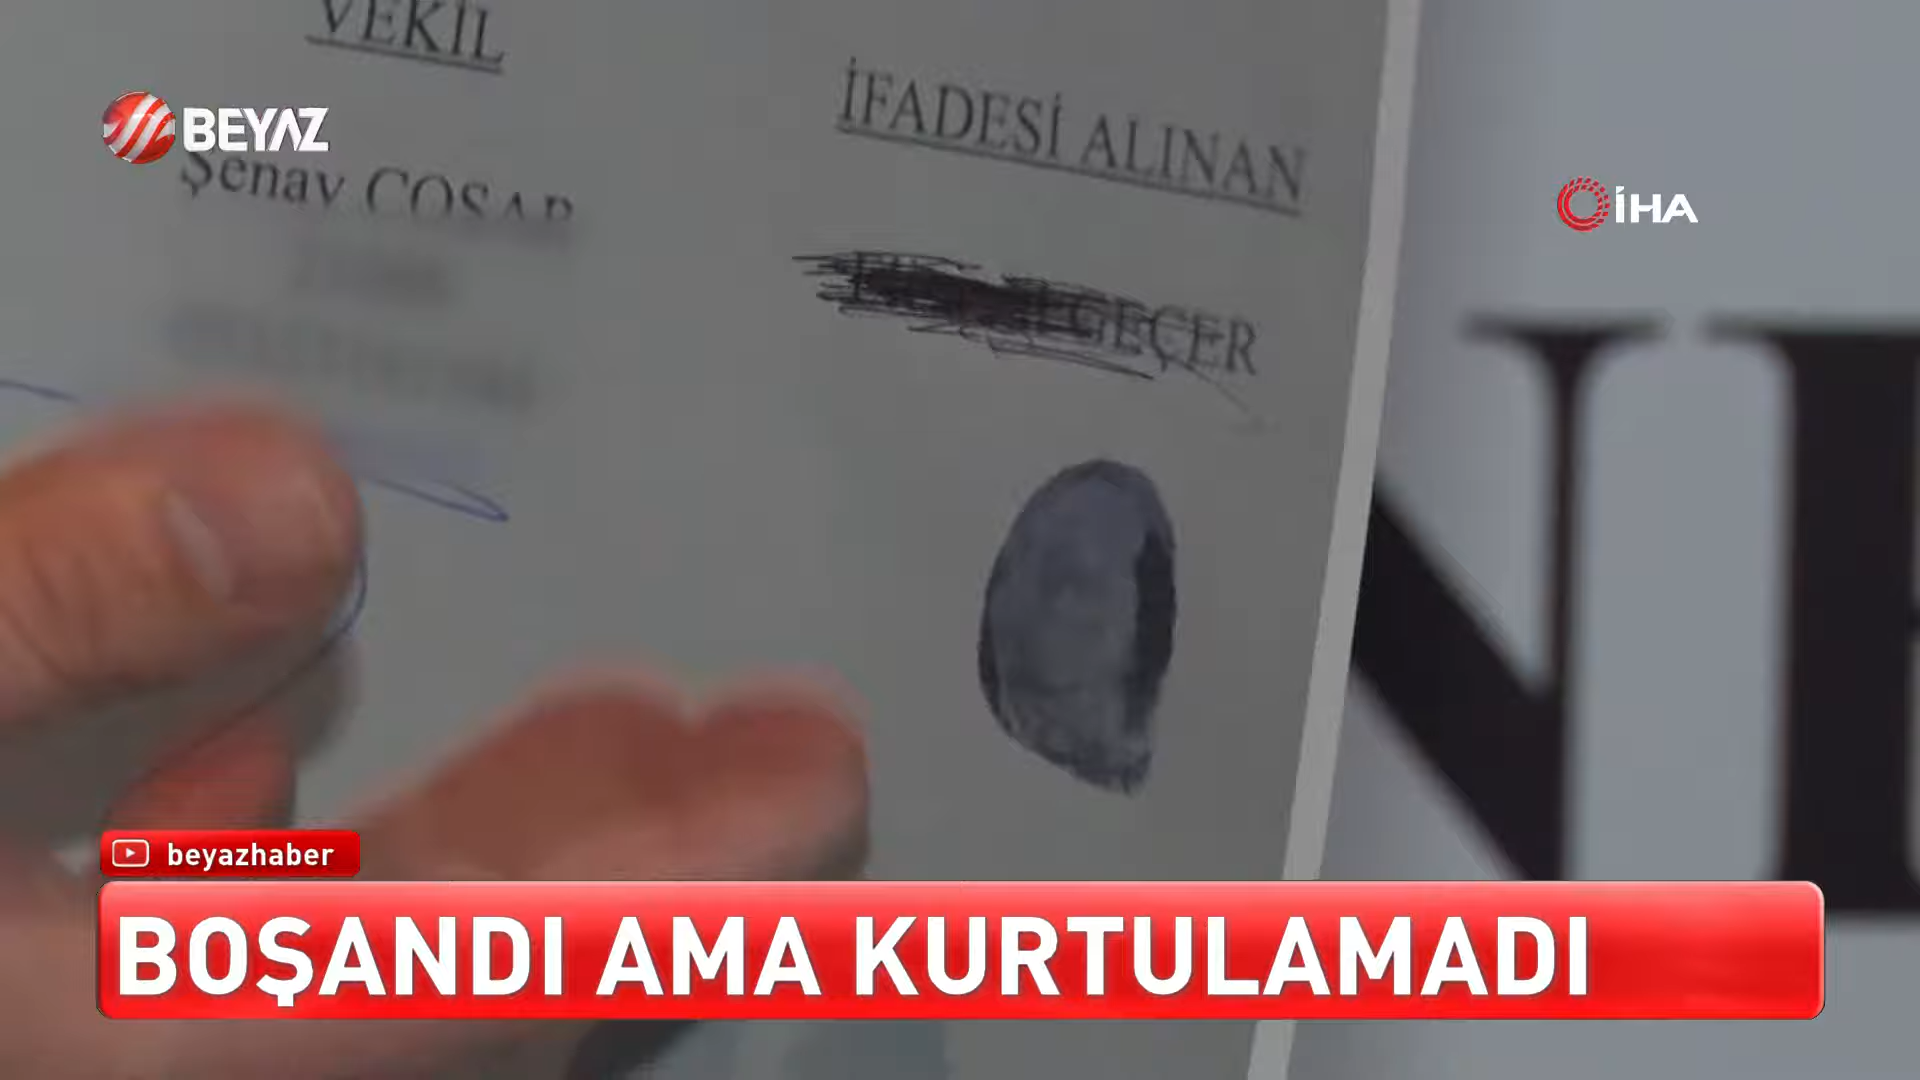 VEKİL
İFADESİ ALINAN
BEYAZ
Şenay COŞAR
İHA
GEÇER
beyazhaber
BOŞANDI AMA KURTULAMADI